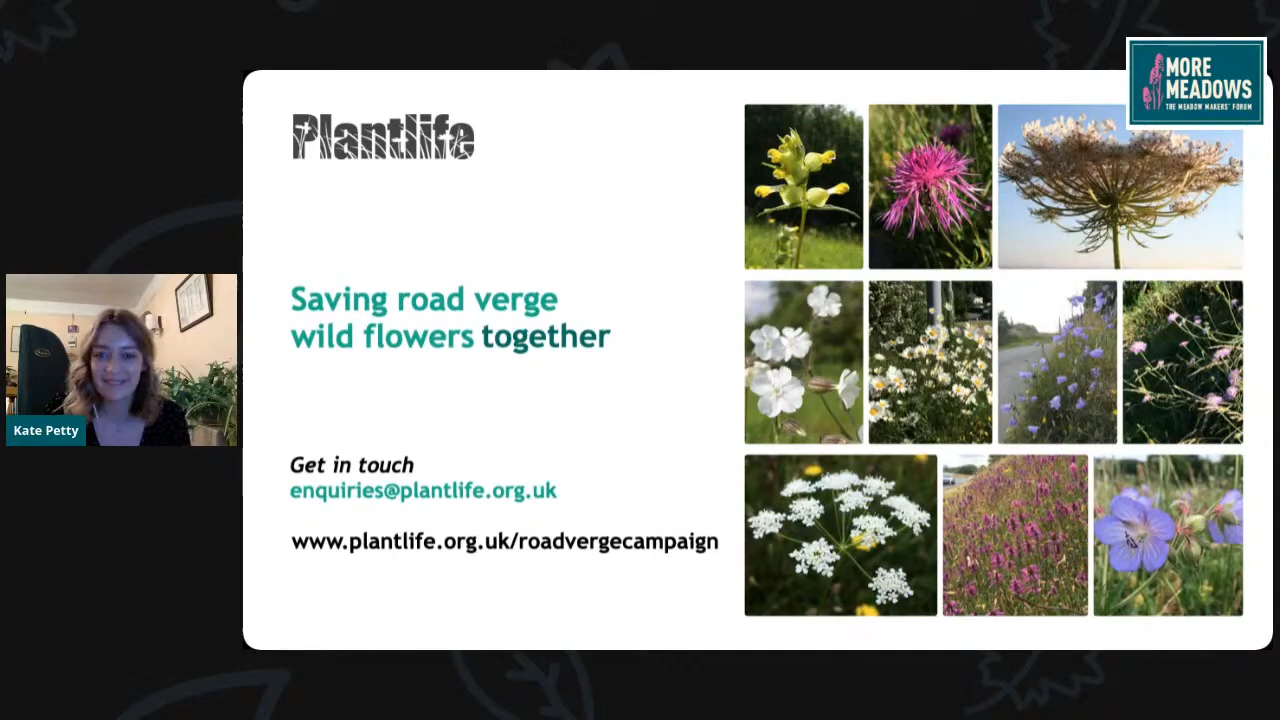 MORE
MEADOWS
THE MEADOW MAKERS' FORUM
Plantlife
Saving road verge
wild flowers together
Kate Petty
Get in touch
enquiries@plantlife.org.uk
www.plantlife.org.uk/roadvergecampaign